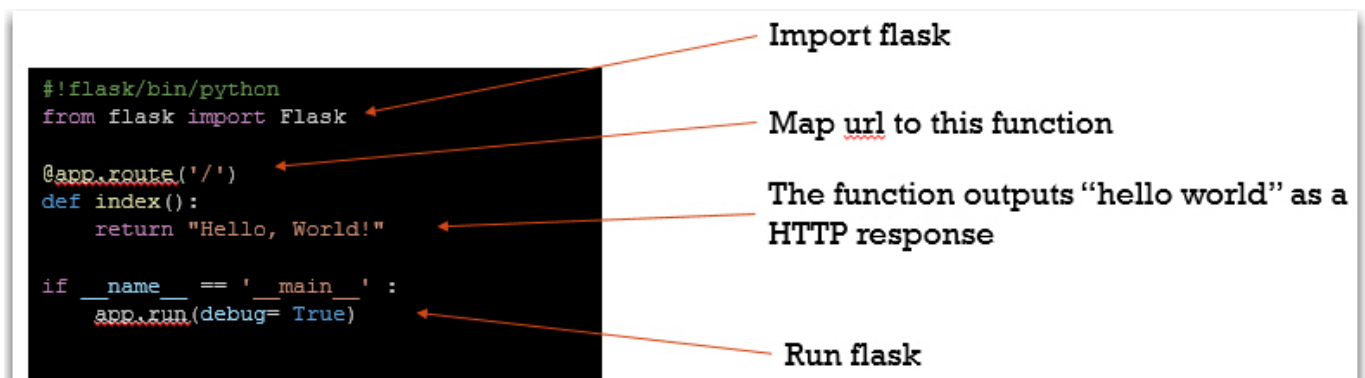 #!flask/bin/python
from flask import Flask
@app.route('/')
def index():
    return "Hello, World!"
if __name__ == '__main__' :
    app.run(debug= True)
Import flask
Map url to this function
The function outputs “hello world” as a
HTTP response
Run flask